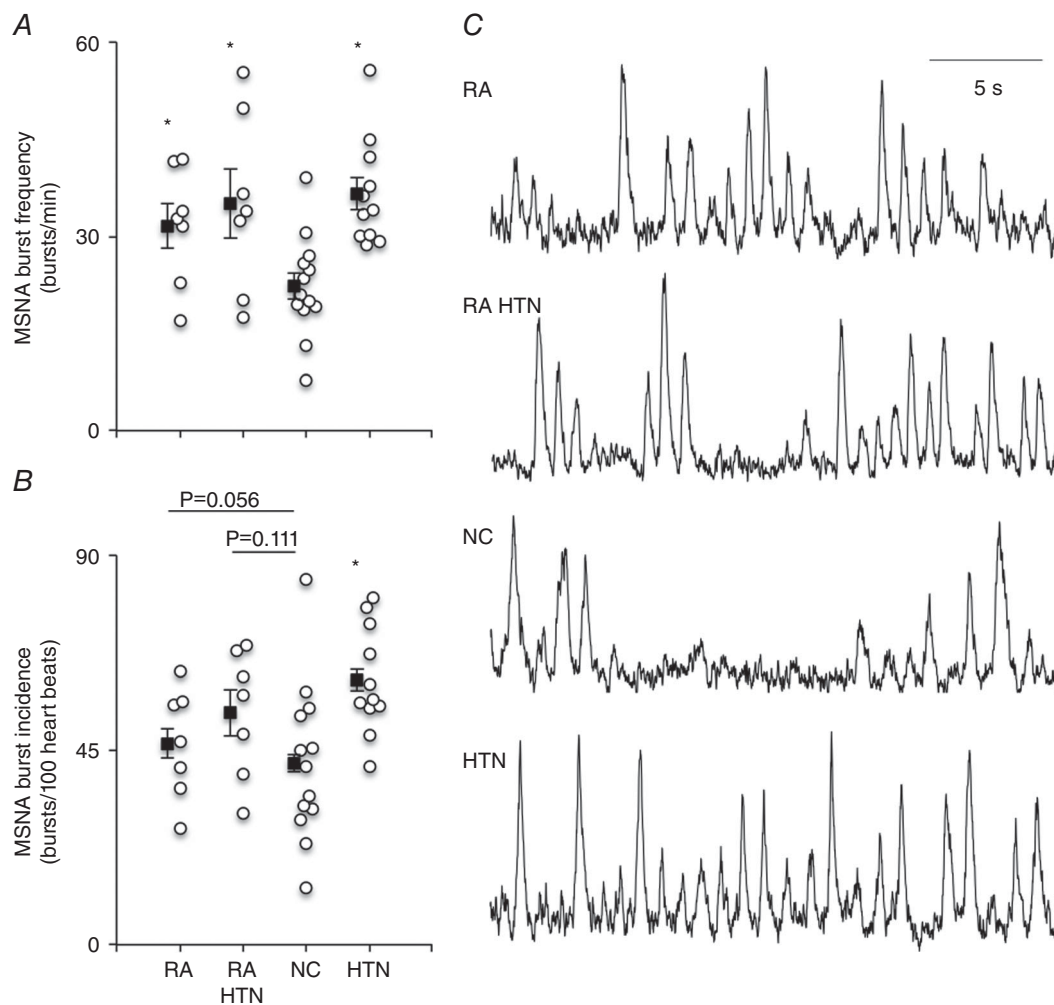 A
60
30
0
MSNA burst frequency
(bursts/min)
*
*
*
B
P=0.056
P=0.111
*
90
45
0
MSNA burst incidence
(bursts/100 heart beats)
RA
RA
HTN
NC
HTN
C
5 s
RA
RA HTN
NC
HTN